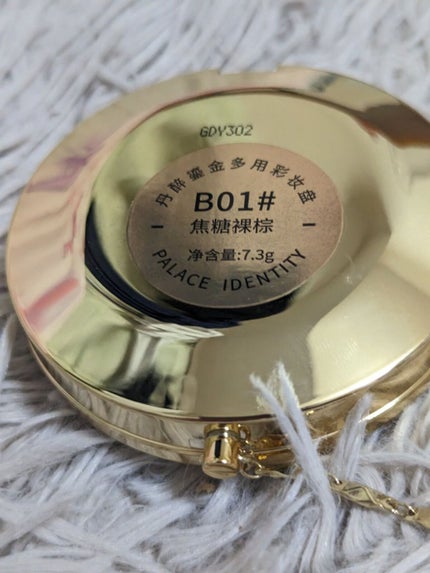 GDY302
丹醉鎏金多用彩妆盘
B01#
焦糖裸棕
净含量:7.3g
PALACE IDENTITY